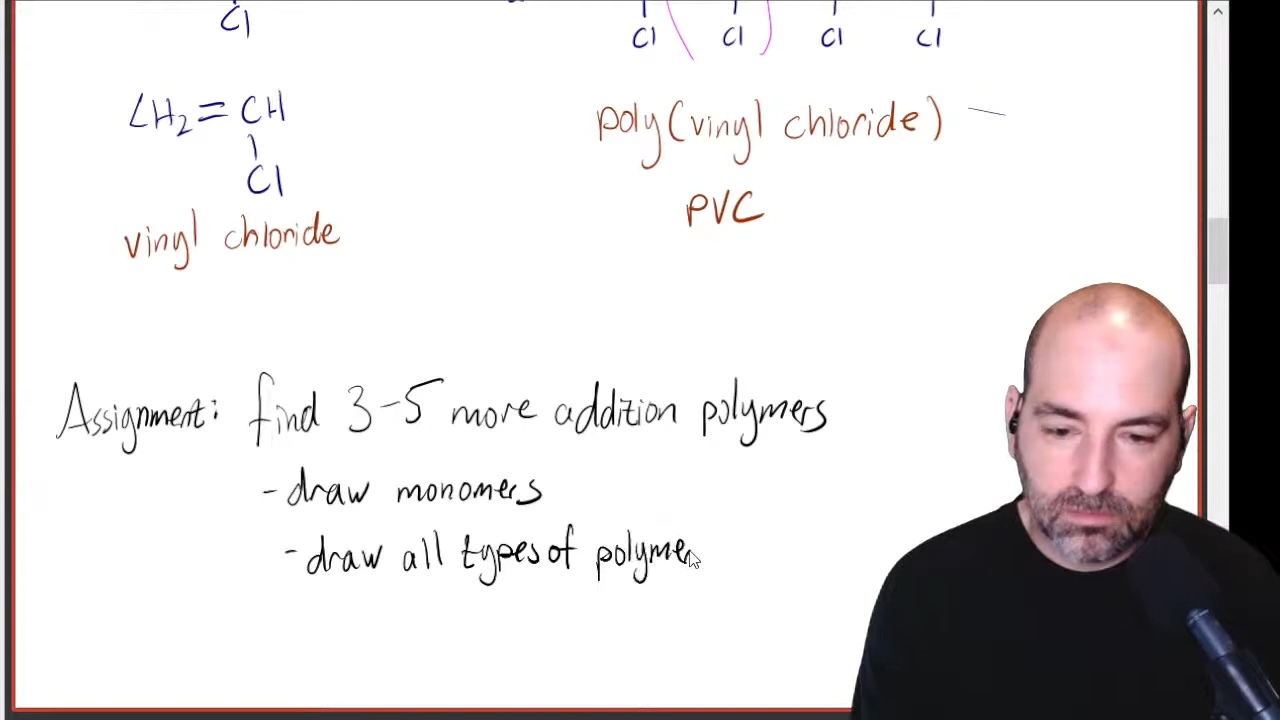 Cl
Cl Cl Cl Cl
CH2=CH
Cl
vinyl chloride
poly(vinyl chloride) —
PVC
Assignment: find 3-5 more addition polymers
- draw monomers
- draw all types of polymer